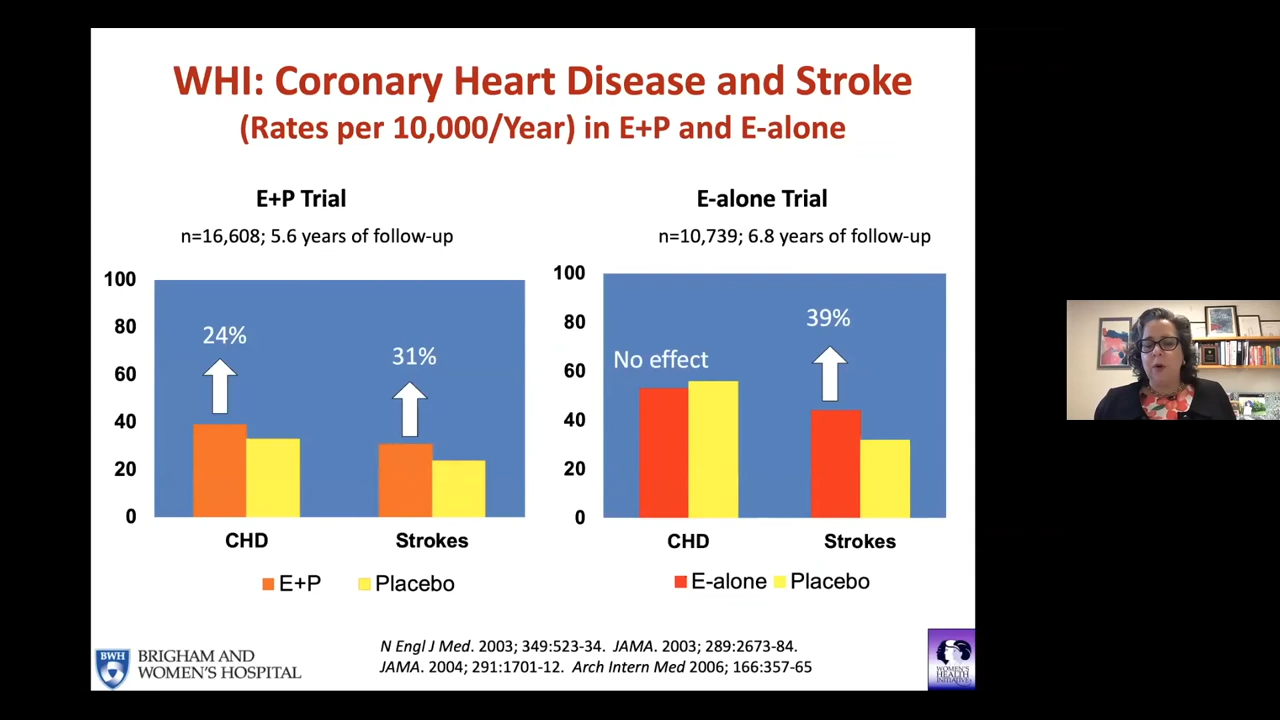 WHI: Coronary Heart Disease and Stroke
(Rates per 10,000/Year) in E+P and E-alone
E+P Trial
n=16,608; 5.6 years of follow-up
100
80
60
40
20
0
24%
31%
CHD
Strokes
E+P
Placebo
E-alone Trial
n=10,739; 6.8 years of follow-up
100
80
60
40
20
0
No effect
39%
CHD
Strokes
E-alone
Placebo
N Engl J Med. 2003; 349:523-34. JAMA. 2003; 289:2673-84.
JAMA. 2004; 291:1701-12. Arch Intern Med 2006; 166:357-65
BWH
BRIGHAM AND
WOMEN'S HOSPITAL
WOMEN'S
HEALTH
INITIATIVE